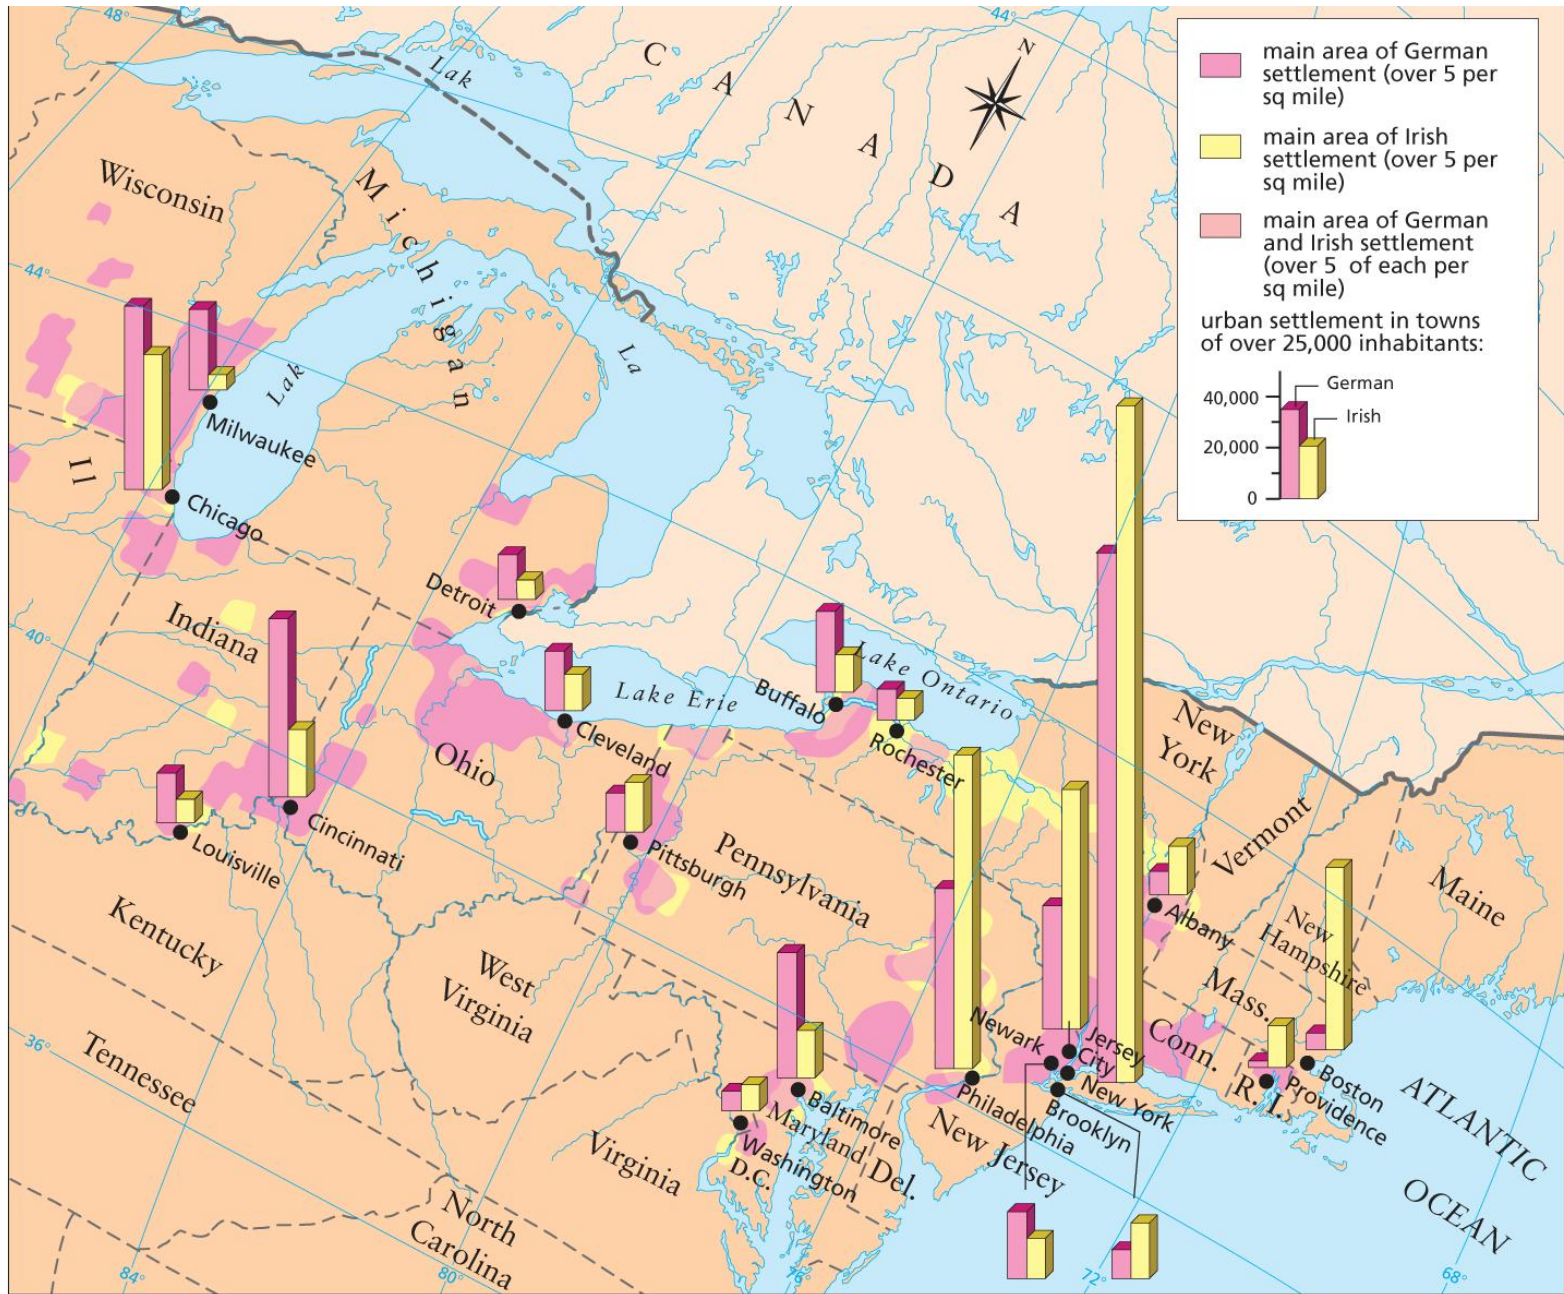 48°
44°
Lak
C A N A D A
N
main area of German
settlement (over 5 per
sq mile)
main area of Irish
settlement (over 5 per
sq mile)
main area of German
and Irish settlement
(over 5 of each per
sq mile)
urban settlement in towns
of over 25,000 inhabitants:
40,000
20,000
0
German
Irish
Wisconsin
Michigan
44°
Lak
La
Milwaukee
Il
Chicago
Detroit
Indiana
40°
Lake Erie
Lake Ontario
Buffalo
Rochester
Cleveland
Ohio
New
York
Vermont
Maine
Cincinnati
Louisville
Pittsburgh
Pennsylvania
Albany
New
Hampshire
Kentucky
West
Virginia
Mass.
Conn.
R. I.
Newark
Jersey
City
New York
Brooklyn
Boston
Providence
ATLANTIC
OCEAN
36°
Tennessee
Philadelphia
Baltimore
Maryland
Washington
D.C.
Del.
New Jersey
Virginia
North
Carolina
84°
80°
76°
72°
68°